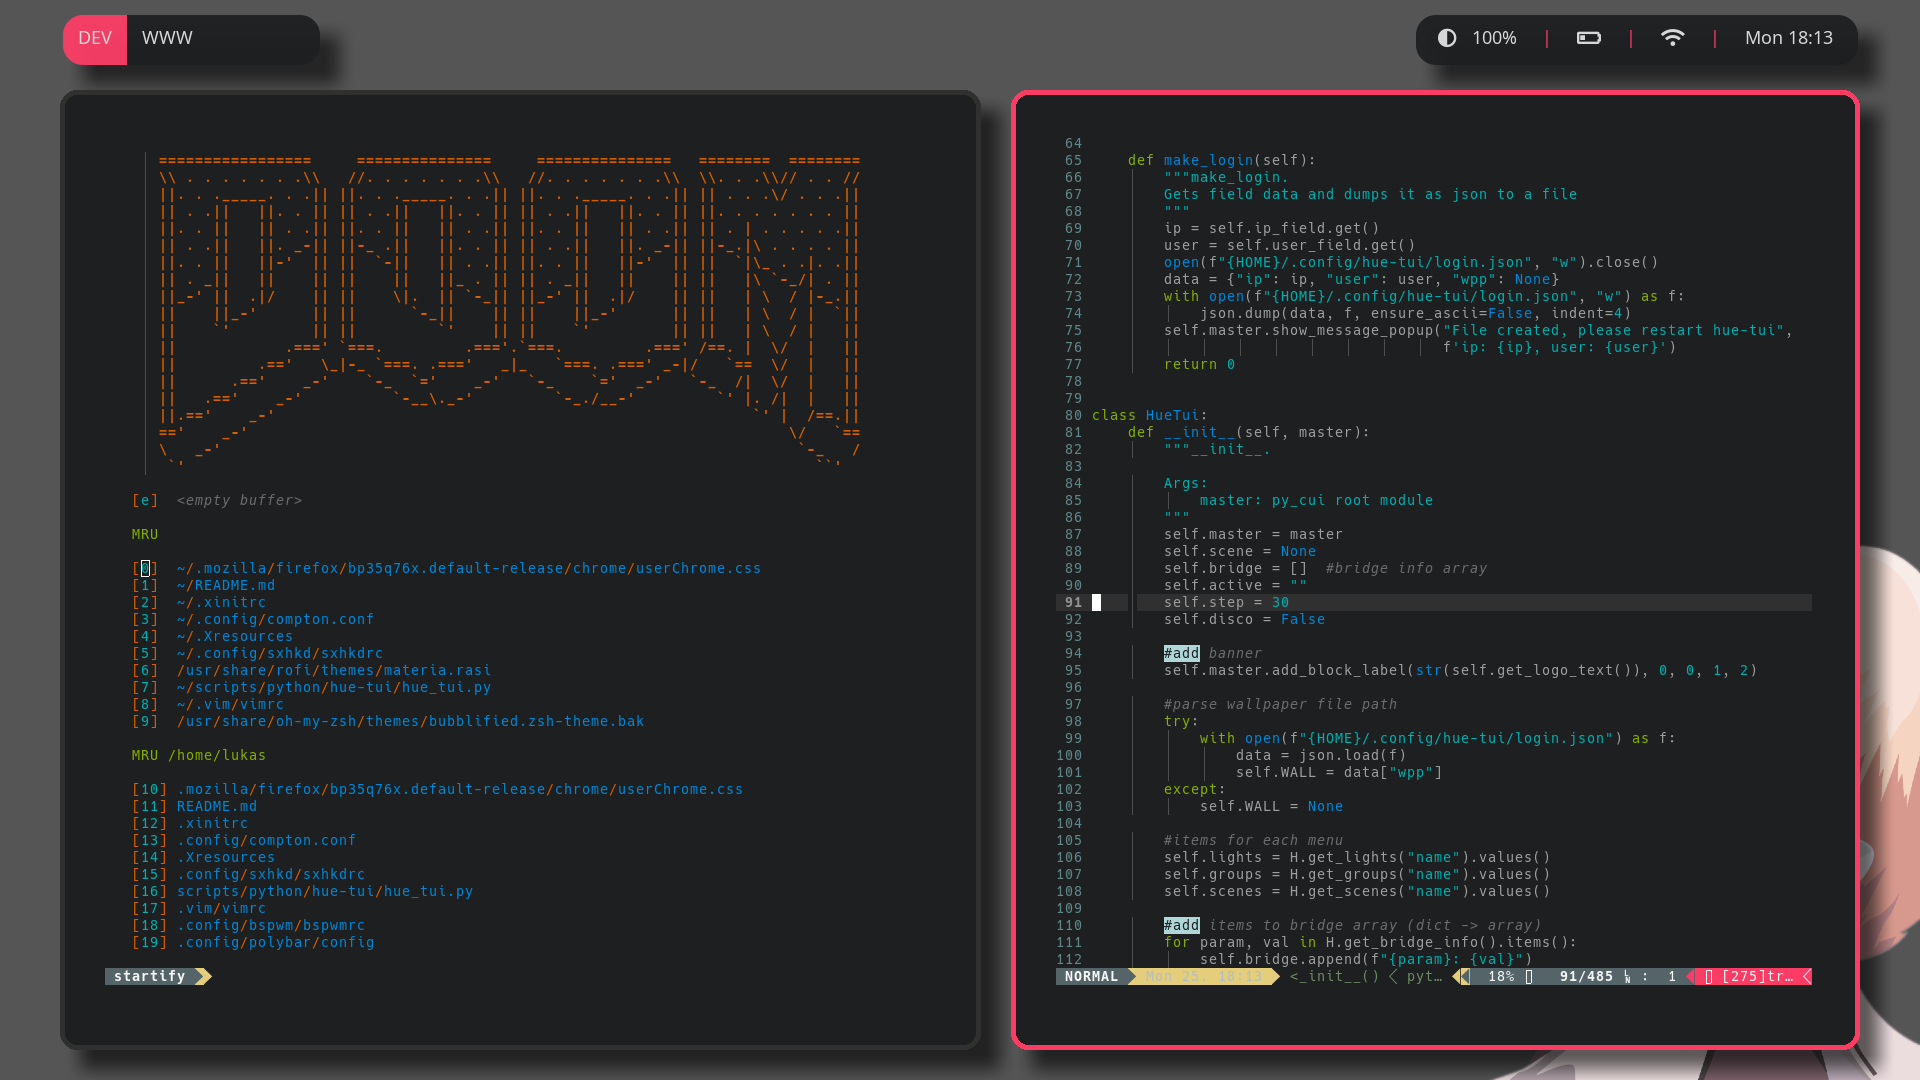 DEV WWW
100% | | | Mon 18:13
[e] <empty buffer>
MRU
[0] ~/.mozilla/firefox/bp35q76x.default-release/chrome/userChrome.css
[1] ~/README.md
[2] ~/.xinitrc
[3] ~/.config/compton.conf
[4] ~/.Xresources
[5] ~/.config/sxhkd/sxhkdrc
[6] /usr/share/rofi/themes/materia.rasi
[7] ~/scripts/python/hue-tui/hue_tui.py
[8] ~/.vim/vimrc
[9] /usr/share/oh-my-zsh/themes/bubblified.zsh-theme.bak
MRU /home/lukas
[10] .mozilla/firefox/bp35q76x.default-release/chrome/userChrome.css
[11] README.md
[12] .xinitrc
[13] .config/compton.conf
[14] .Xresources
[15] .config/sxhkd/sxhkdrc
[16] scripts/python/hue-tui/hue_tui.py
[17] .vim/vimrc
[18] .config/bspwm/bspwmrc
[19] .config/polybar/config
startify
64
65     def make_login(self):
66         """make_login.
67         Gets field data and dumps it as json to a file
68         """
69         ip = self.ip_field.get()
70         user = self.user_field.get()
71         open(f"{HOME}/.config/hue-tui/login.json", "w").close()
72         data = {"ip": ip, "user": user, "wpp": None}
73         with open(f"{HOME}/.config/hue-tui/login.json", "w") as f:
74             json.dump(data, f, ensure_ascii=False, indent=4)
75         self.master.show_message_popup("File created, please restart hue-tui",
76                                        f'ip: {ip}, user: {user}')
77         return 0
78
79
80 class HueTui:
81     def __init__(self, master):
82         """__init__.
83
84         Args:
85             master: py_cui root module
86         """
87         self.master = master
88         self.scene = None
89         self.bridge = []  #bridge info array
90         self.active = ""
91         self.step = 30
92         self.disco = False
93
94         #add banner
95         self.master.add_block_label(str(self.get_logo_text()), 0, 0, 1, 2)
96
97         #parse wallpaper file path
98         try:
99             with open(f"{HOME}/.config/hue-tui/login.json") as f:
100                 data = json.load(f)
101                 self.WALL = data["wpp"]
102         except:
103             self.WALL = None
104
105         #items for each menu
106         self.lights = H.get_lights("name").values()
107         self.groups = H.get_groups("name").values()
108         self.scenes = H.get_scenes("name").values()
109
110         #add items to bridge array (dict -> array)
111         for param, val in H.get_bridge_info().items():
112             self.bridge.append(f"{param}: {val}")
NORMAL Mon 25, 18:13 <_init__() < pyt… 18% 91/485 : 1 [275]tr…